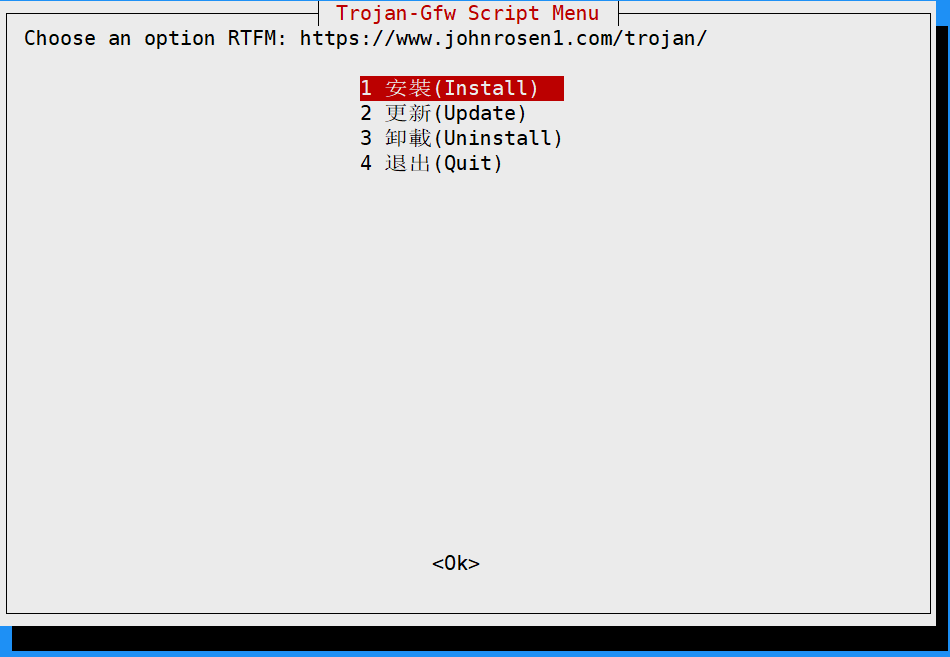 Trojan-Gfw Script Menu
Choose an option RTFM: https://www.johnrosen1.com/trojan/
1 安裝(Install)
2 更新(Update)
3 卸載(Uninstall)
4 退出(Quit)
<Ok>